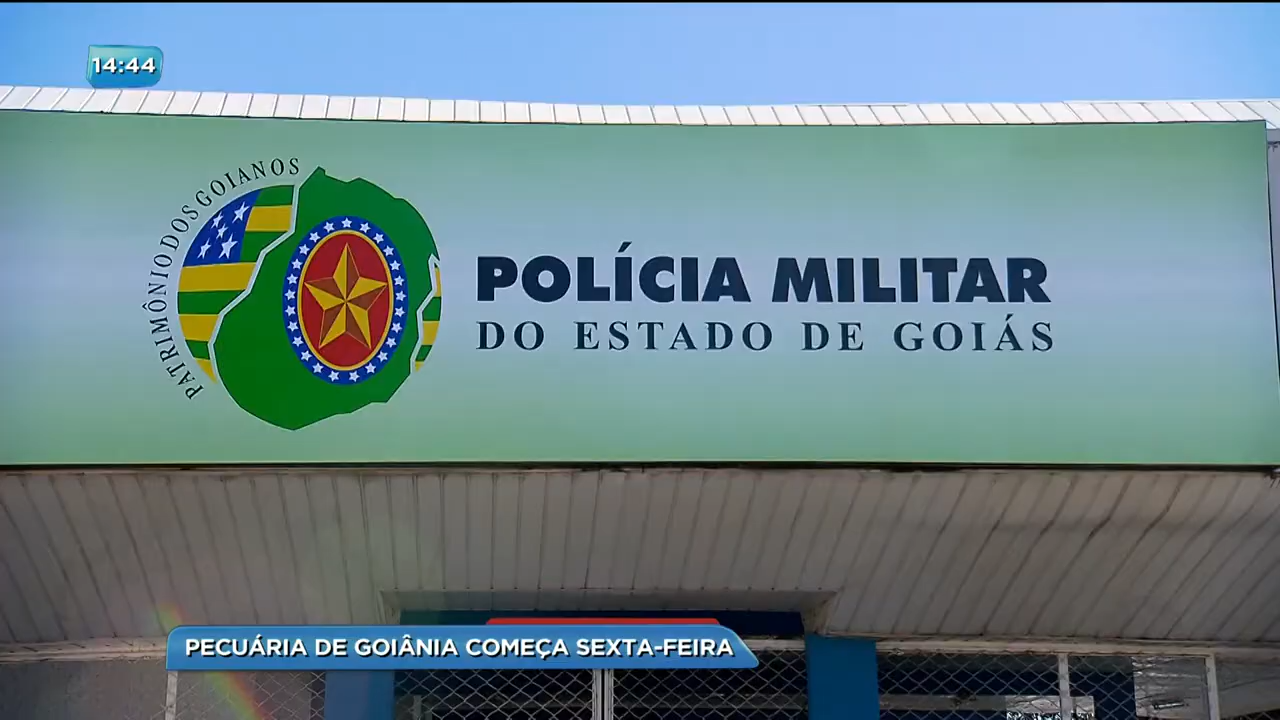 14:44
PATRIMÔNIO DOS GOIANOS
POLÍCIA MILITAR
DO ESTADO DE GOIÁS
PECUÁRIA DE GOIÂNIA COMEÇA SEXTA-FEIRA